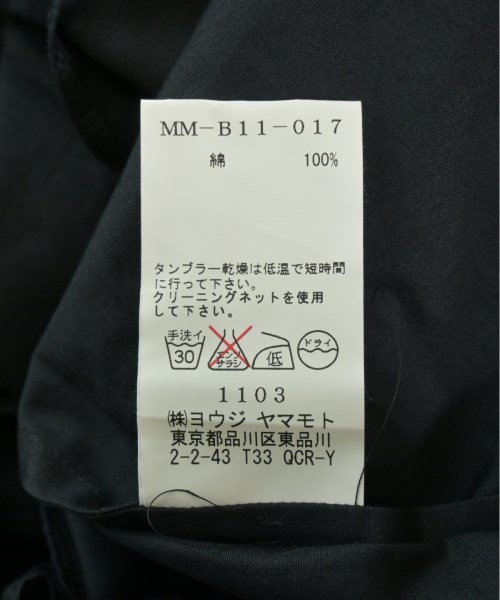 MM-B11-017
綿 100%
タンブラー乾燥は低温で短時間
に行って下さい。
クリーニングネットを使用
して下さい。
手洗イ 30 エンソ サラシ 低 ドライ
1103
㈱ヨウジ ヤマモト
東京都品川区東品川
2-2-43 T33 QCR-Y